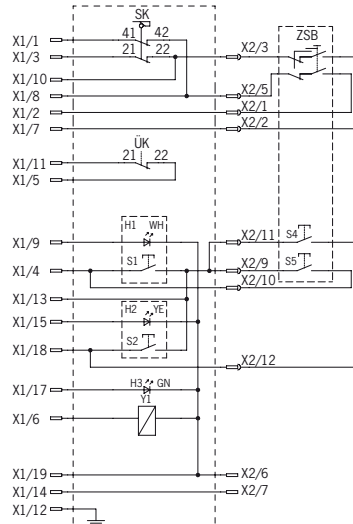 SK
ZSB
X1/1 41 42
X1/3 21 22 X2/3
X1/10
X1/8 X2/5
X1/2 X2/1
X1/7 X2/2
ÜK
X1/11 21 22
X1/5
H1 WH
X1/9 X2/11 S4
S1
X1/4 X2/9 S5
X2/10
X1/13
H2 YE
X1/15
S2
X1/18
X2/12
X1/17 H3 GN
Y1
X1/6
X1/19 X2/6
X1/14 X2/7
X1/12